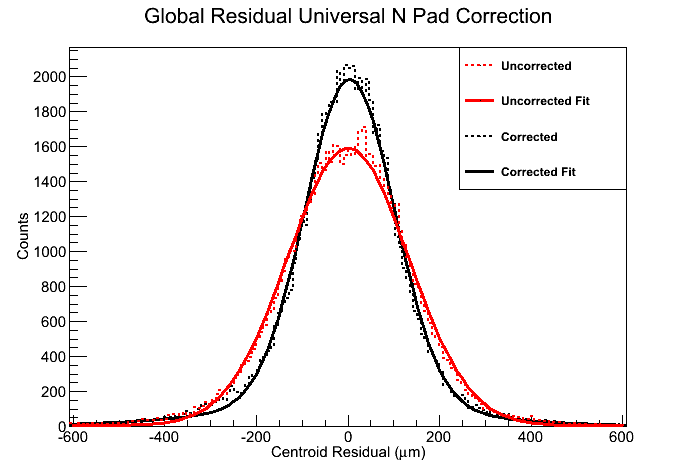 Global Residual Universal N Pad Correction
Uncorrected
Uncorrected Fit
Corrected
Corrected Fit
Counts
2000
1800
1600
1400
1200
1000
800
600
400
200
0
-600 -400 -200 0 200 400 600
Centroid Residual (μm)